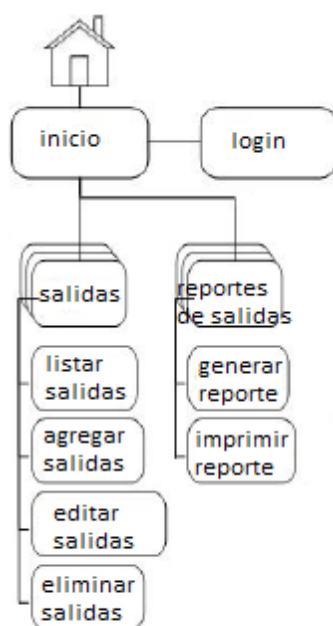 inicio
login
salidas
reportes
de salidas
listar
salidas
generar
reporte
agregar
salidas
imprimir
reporte
editar
salidas
eliminar
salidas